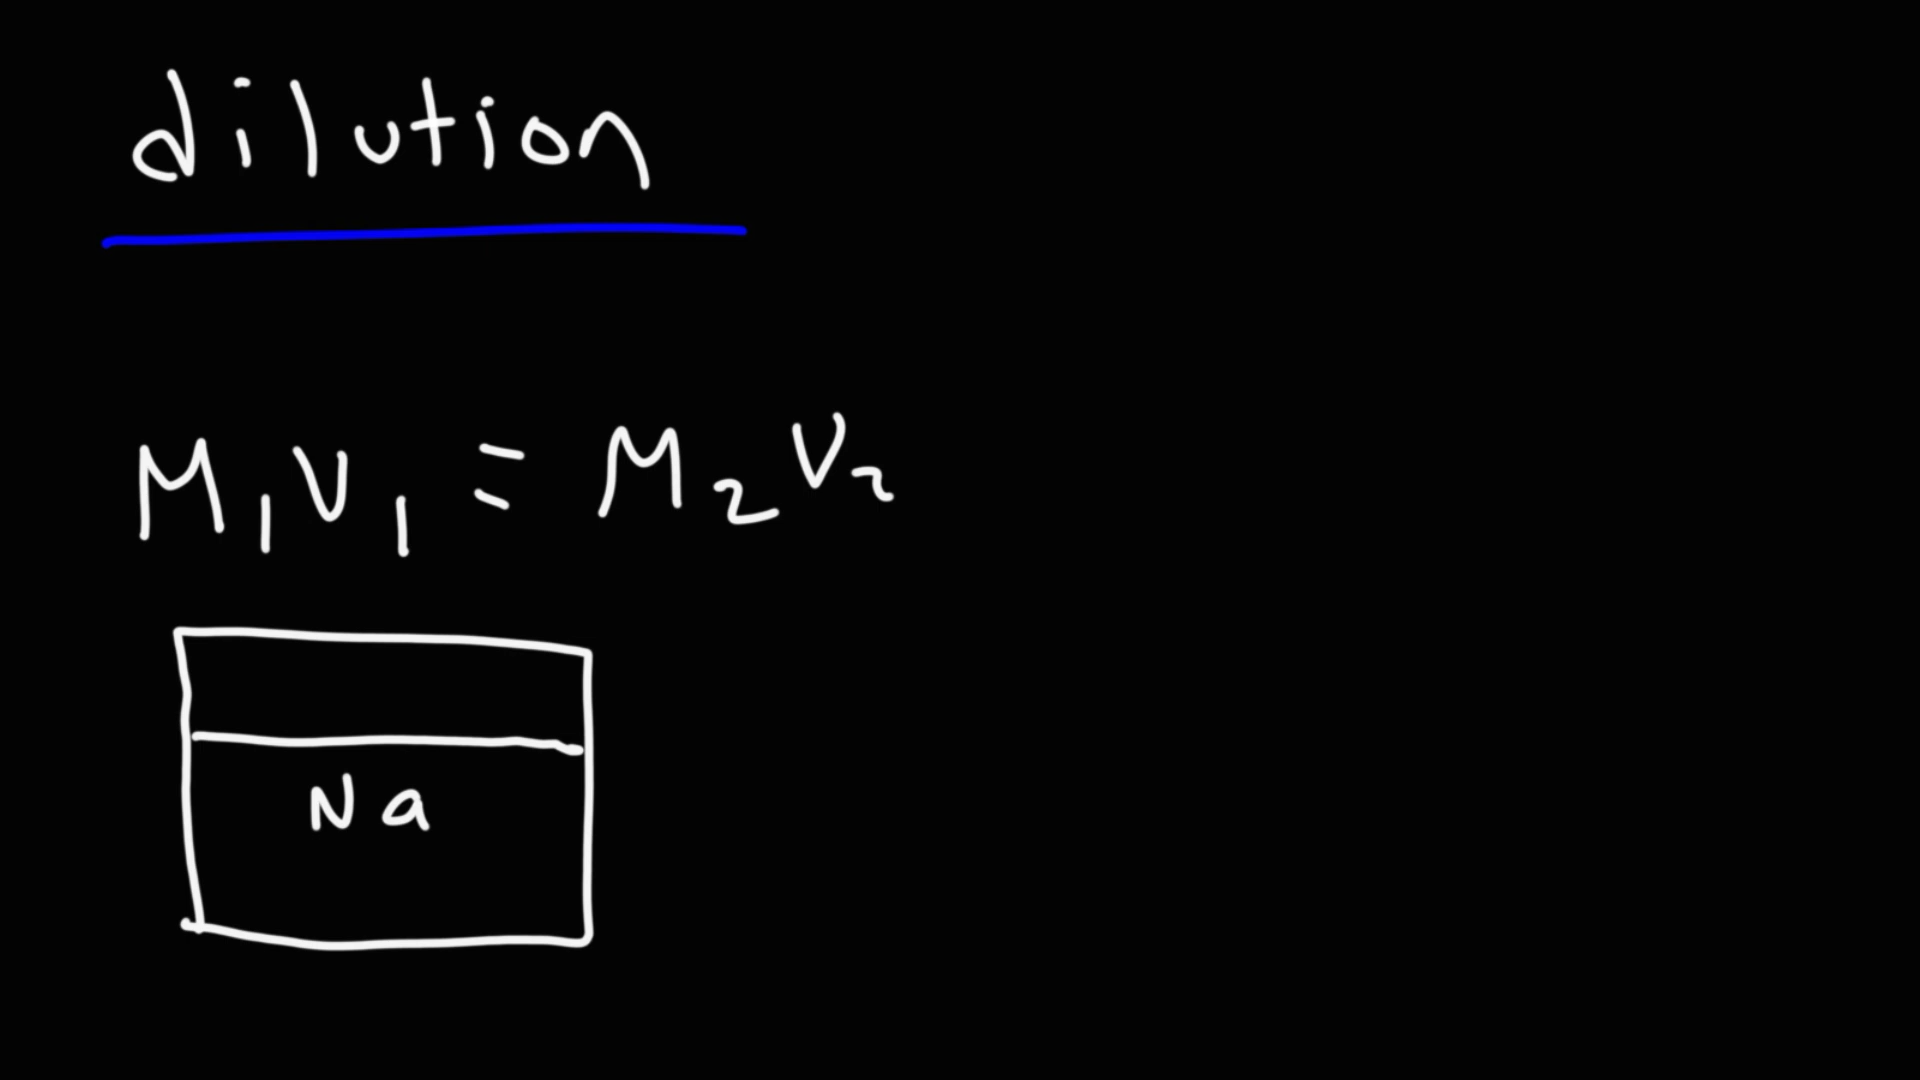 dilution
M₁V₁ = M₂V₂
Na